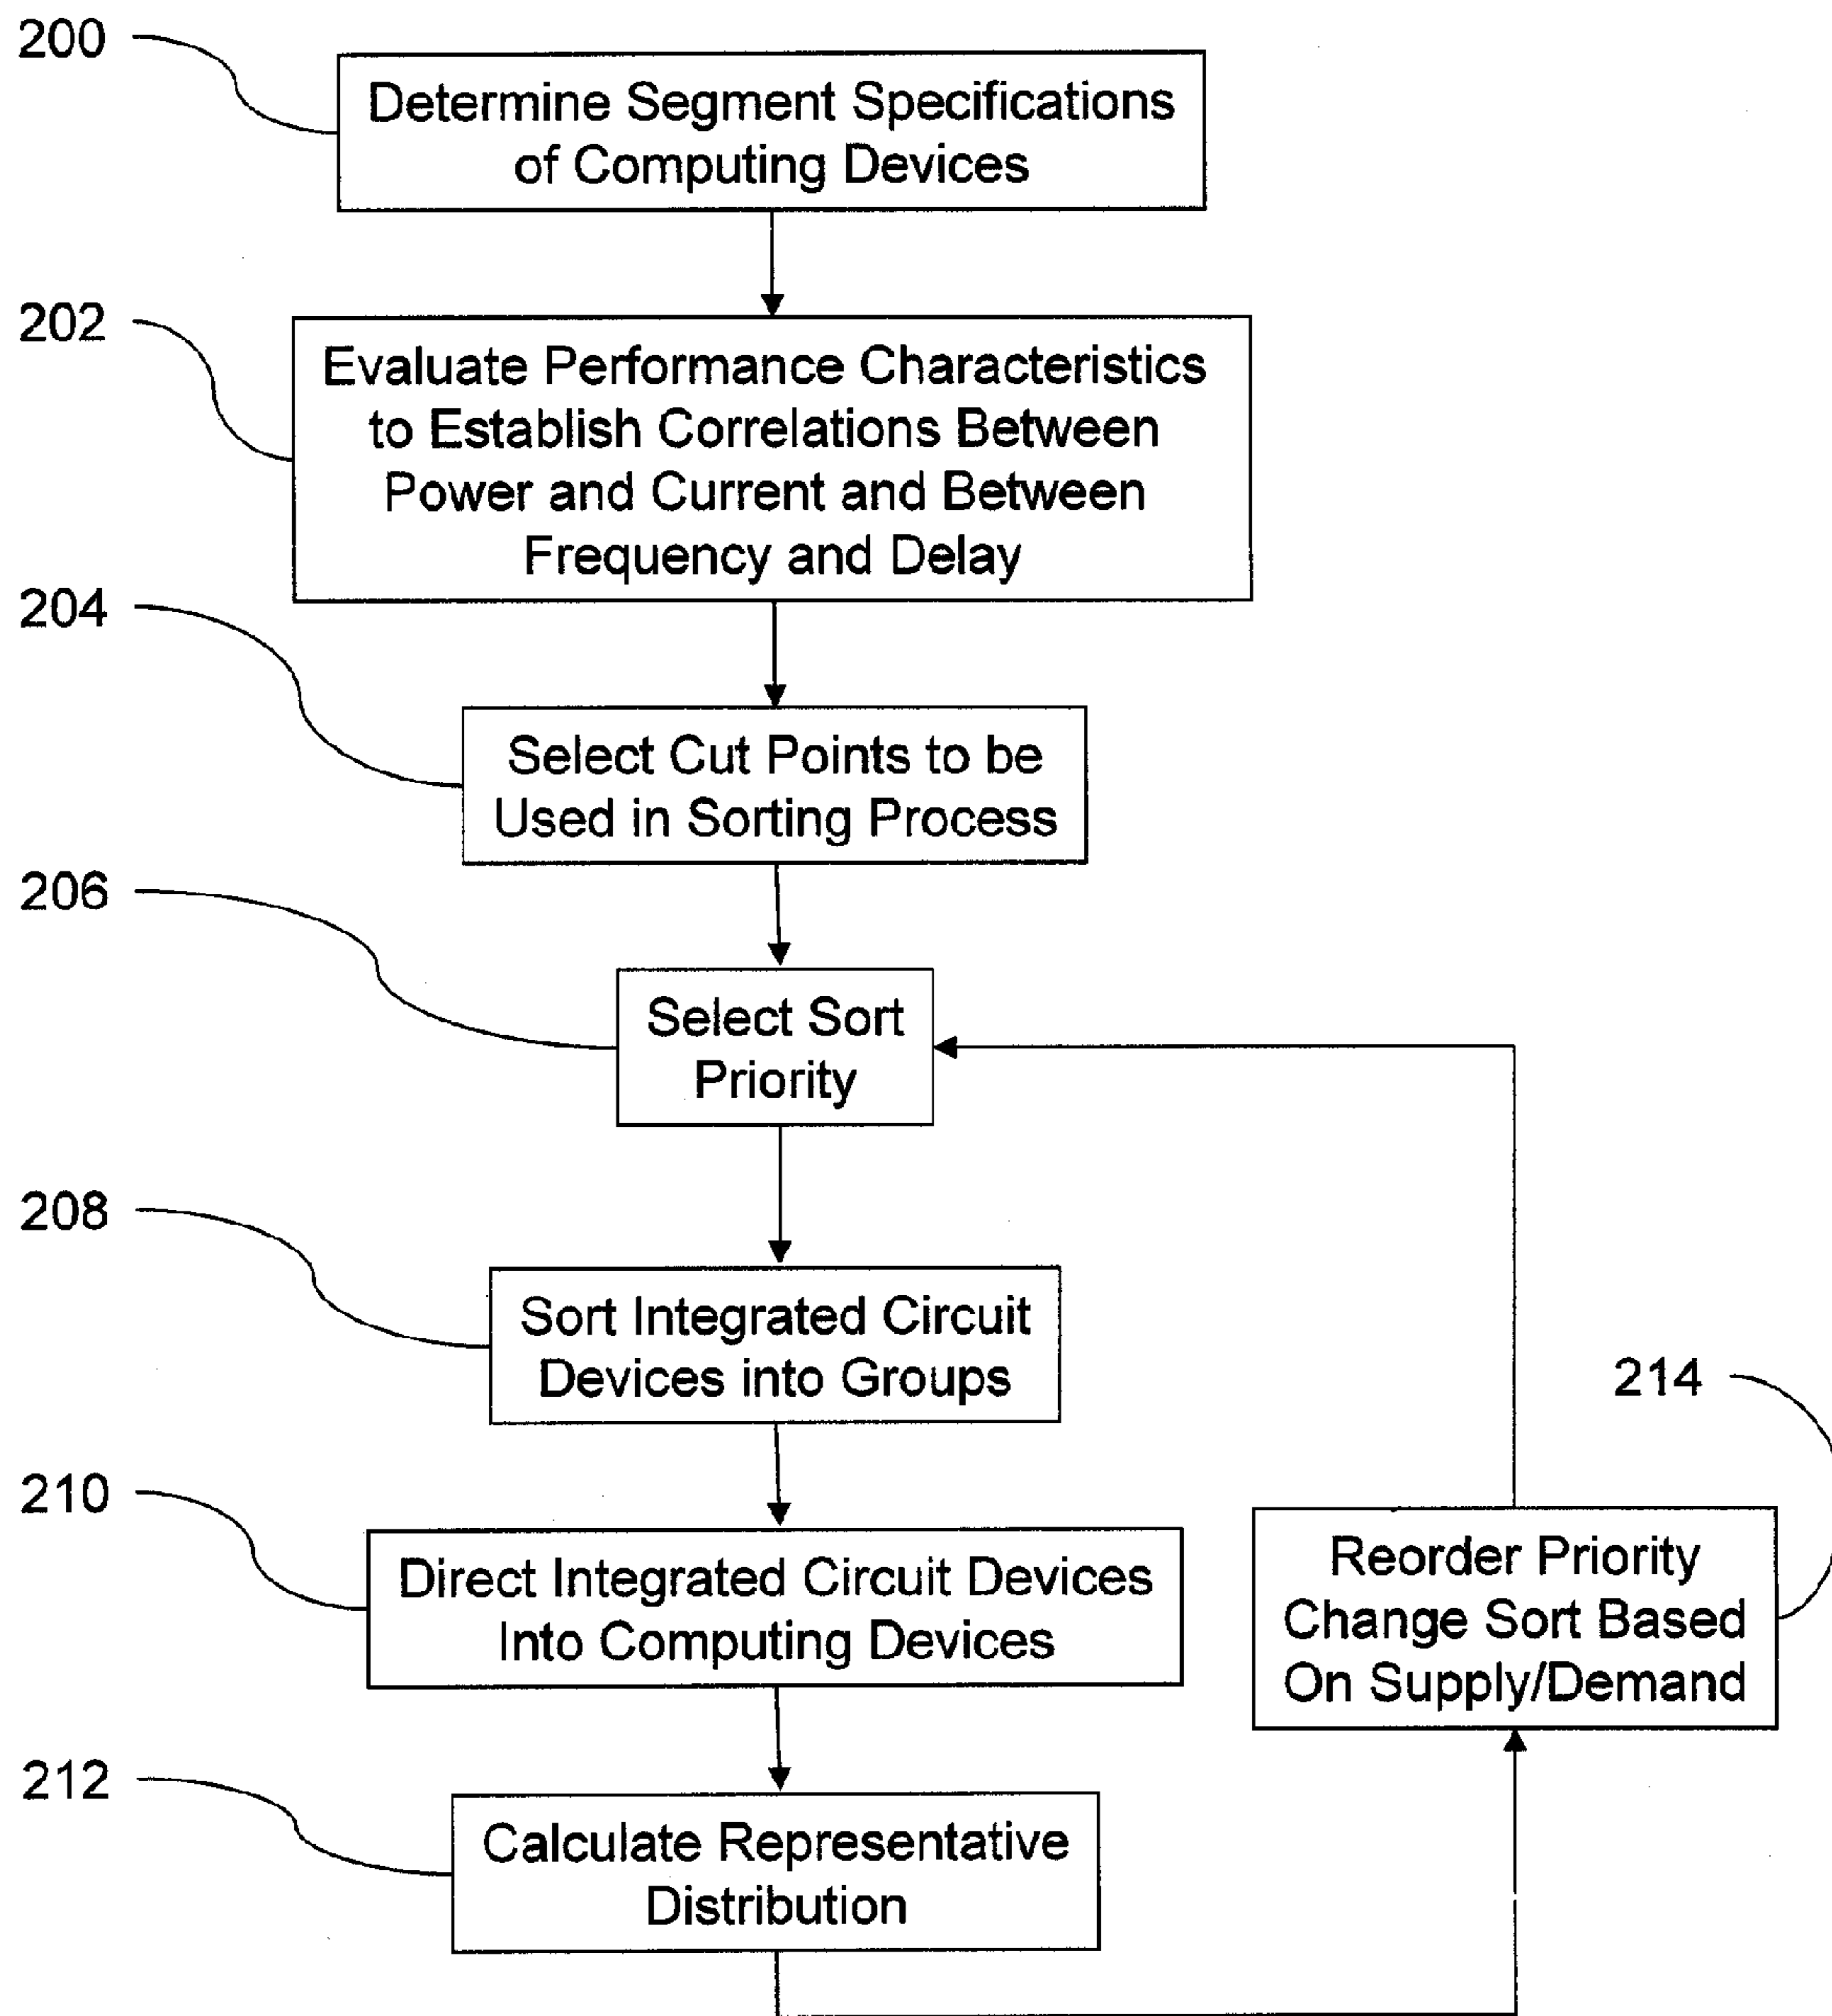 200
Determine Segment Specifications
of Computing Devices
202
Evaluate Performance Characteristics
to Establish Correlations Between
Power and Current and Between
Frequency and Delay
204
Select Cut Points to be
Used in Sorting Process
206
Select Sort
Priority
208
Sort Integrated Circuit
Devices into Groups
210
Direct Integrated Circuit Devices
Into Computing Devices
212
Calculate Representative
Distribution
214
Reorder Priority
Change Sort Based
On Supply/Demand